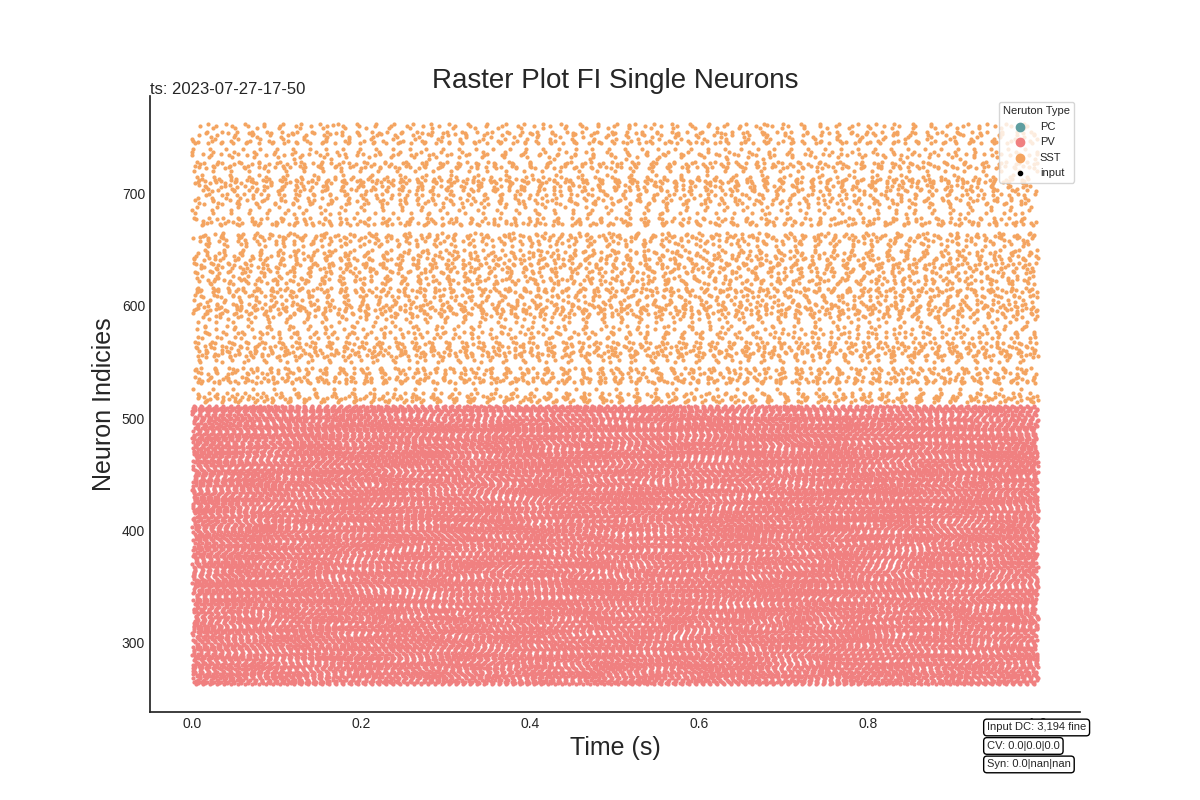 Raster Plot FI Single Neurons
ts: 2023-07-27-17-50
Neruton Type
PC
PV
SST
input
Neuron Indicies
700
600
500
400
300
0.0
0.2
0.4
0.6
0.8
Time (s)
Input DC: 3,194 fine
CV: 0.0|0.0|0.0
Syn: 0.0|nan|nan